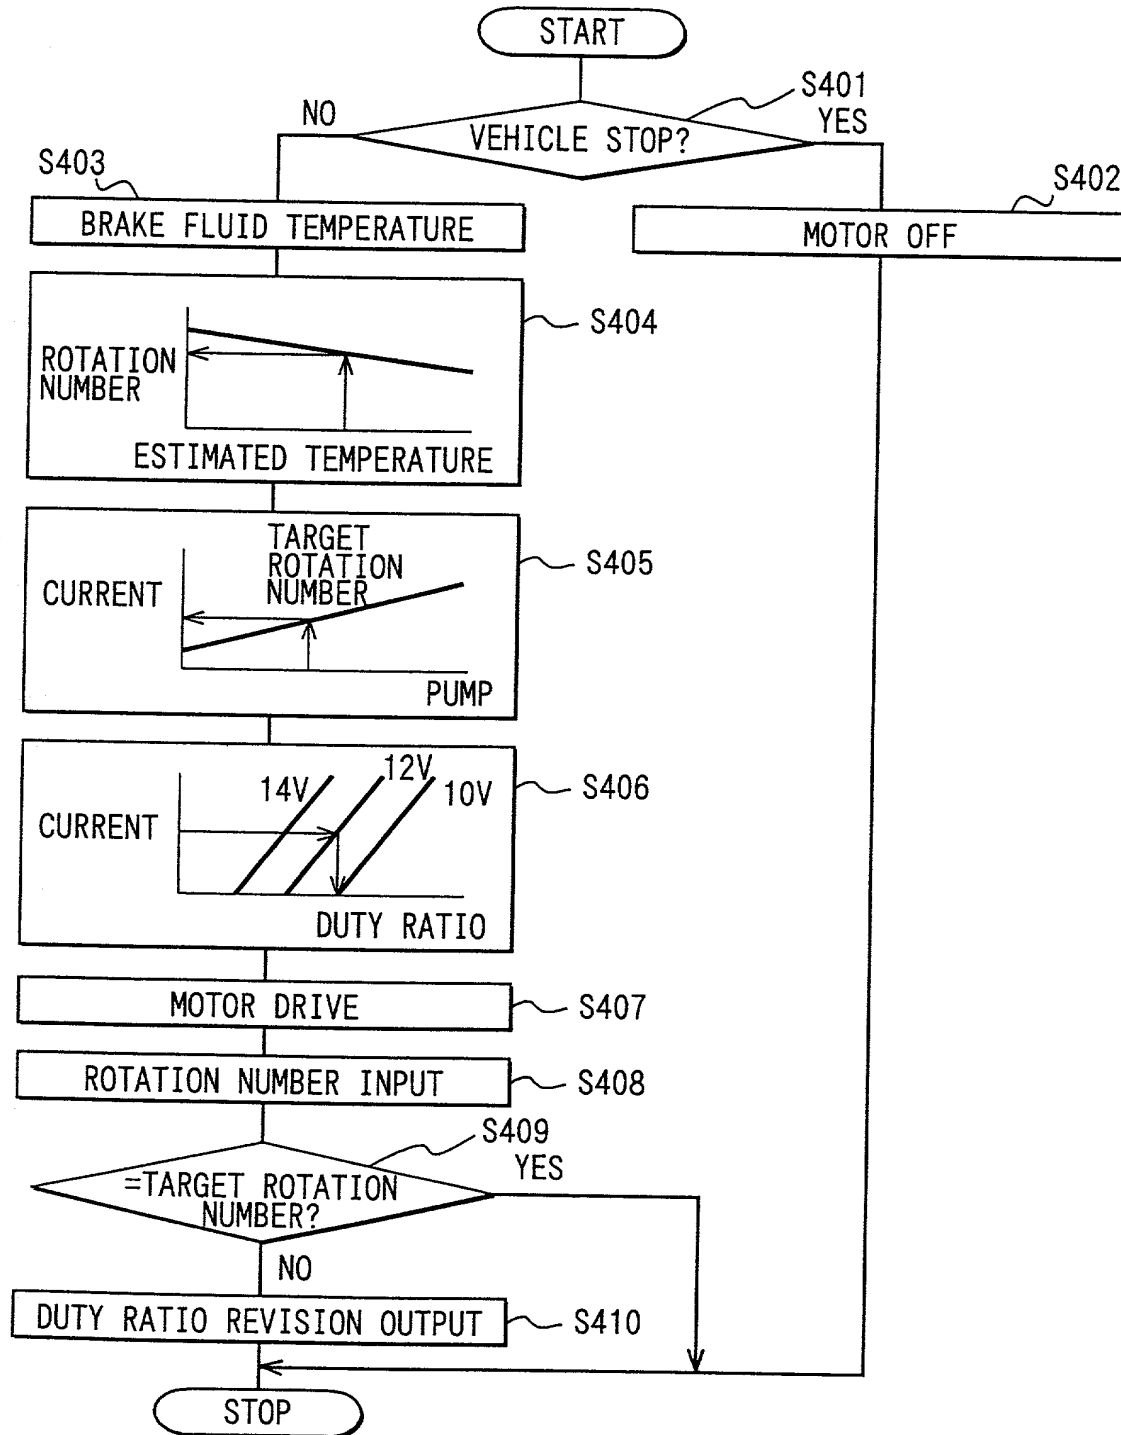 START
S401
NO
VEHICLE STOP?
YES
S403
S402
BRAKE FLUID TEMPERATURE
MOTOR OFF
S404
ROTATION
NUMBER
ESTIMATED TEMPERATURE
TARGET
ROTATION
NUMBER
S405
CURRENT
PUMP
14V
12V
10V
S406
CURRENT
DUTY RATIO
MOTOR DRIVE
S407
ROTATION NUMBER INPUT
S408
S409
YES
=TARGET ROTATION
NUMBER?
NO
DUTY RATIO REVISION OUTPUT
S410
STOP